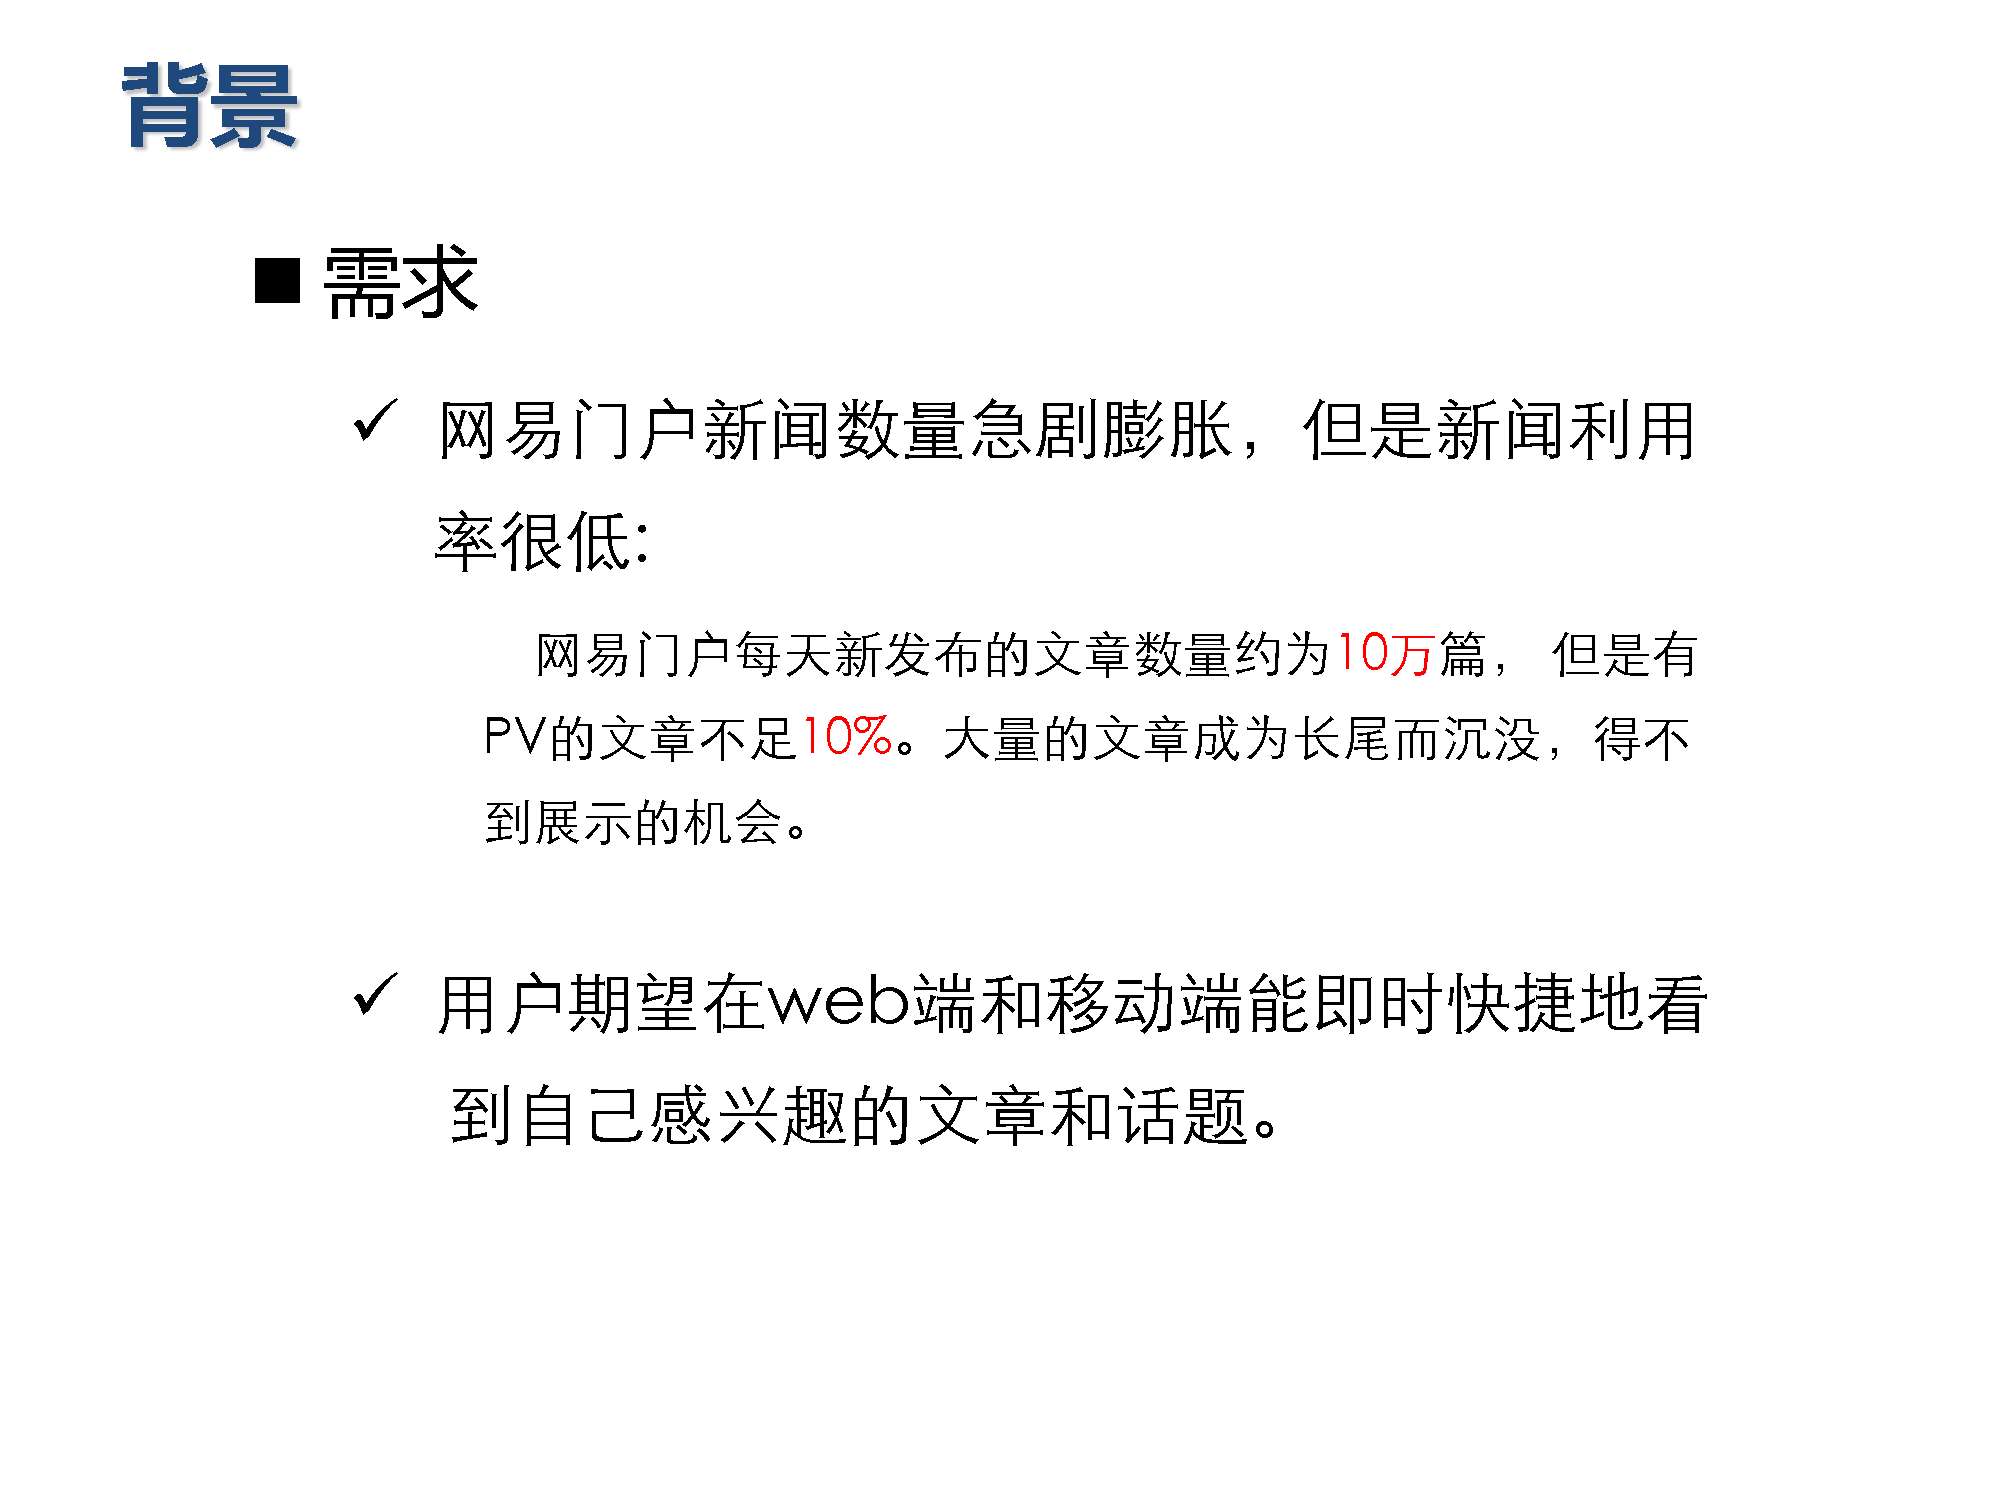 背景
■ 需求
✓ 网易门户新闻数量急剧膨胀，但是新闻利用
率很低:
网易门户每天新发布的文章数量约为10万篇， 但是有
PV的文章不足10%。大量的文章成为长尾而沉没，得不
到展示的机会。
✓ 用户期望在web端和移动端能即时快捷地看
到自己感兴趣的文章和话题。